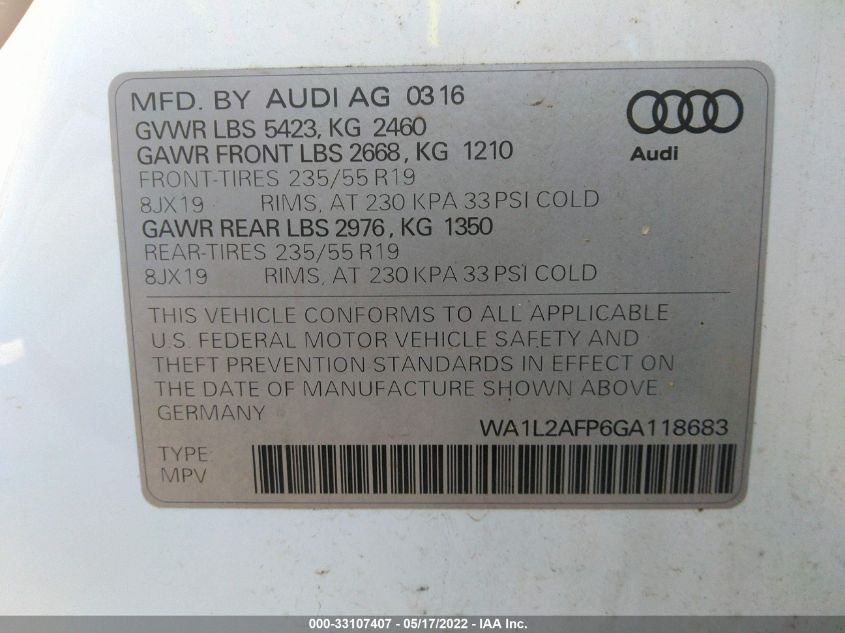 MFD. BY AUDI AG 0316
GVWR LBS 5423, KG 2460
GAWR FRONT LBS 2668, KG 1210
FRONT-TIRES 235/55 R19
8JX19 RIMS, AT 230 KPA 33 PSI COLD
GAWR REAR LBS 2976, KG 1350
REAR-TIRES 235/55 R19
8JX19 RIMS, AT 230 KPA 33 PSI COLD
Audi
THIS VEHICLE CONFORMS TO ALL APPLICABLE
U.S. FEDERAL MOTOR VEHICLE SAFETY AND
THEFT PREVENTION STANDARDS IN EFFECT ON
THE DATE OF MANUFACTURE SHOWN ABOVE.
GERMANY
WA1L2AFP6GA118683
TYPE:
MPV
000-33107407 - 05/17/2022 - IAA Inc.